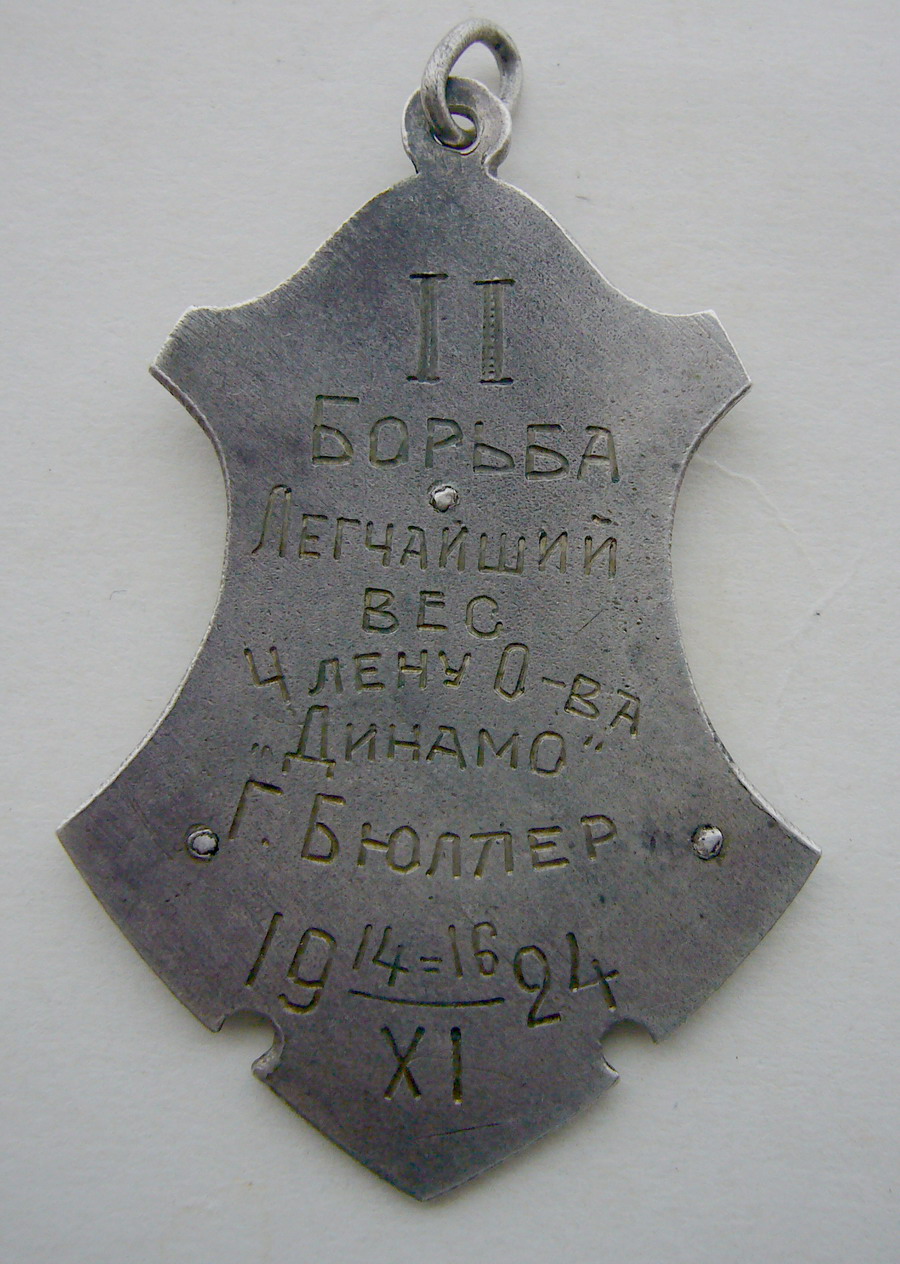 II
БОРЬБА
ЛЕГЧАЙШИЙ
ВЕС
ЧЛЕНУ О-ВА
„ДИНАМО“
Г. БЮЛЛЕР
19 14=16 24
XI